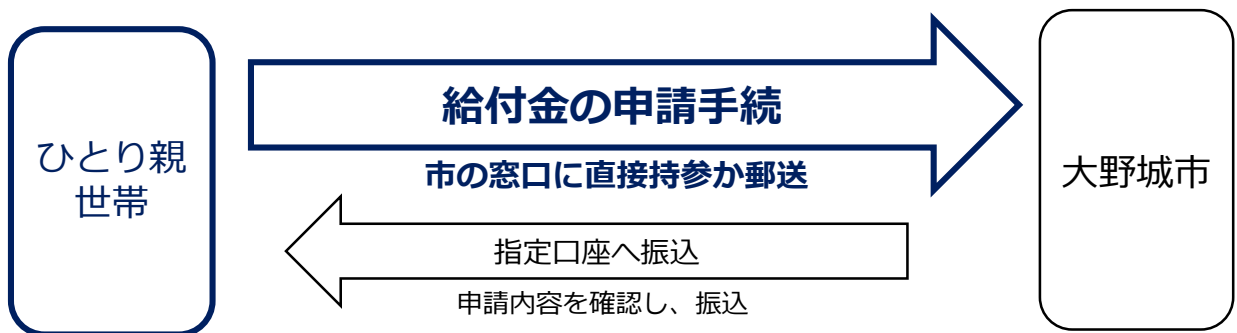 ひとり親
世帯
給付金の申請手続
市の窓口に直接持参か郵送
大野城市
指定口座へ振込
申請内容を確認し、振込